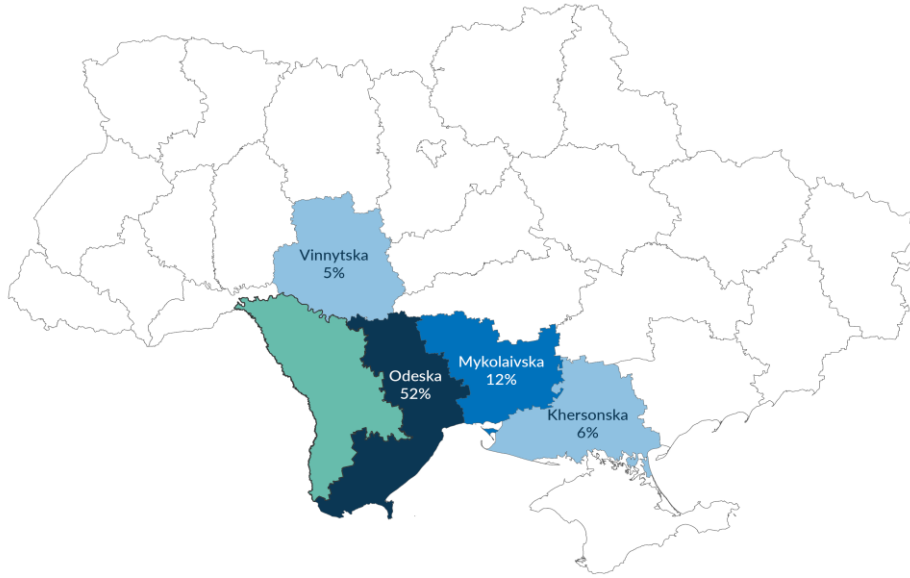 Vinnytska
5%
Odeska
52%
Mykolaivska
12%
Khersonska
6%